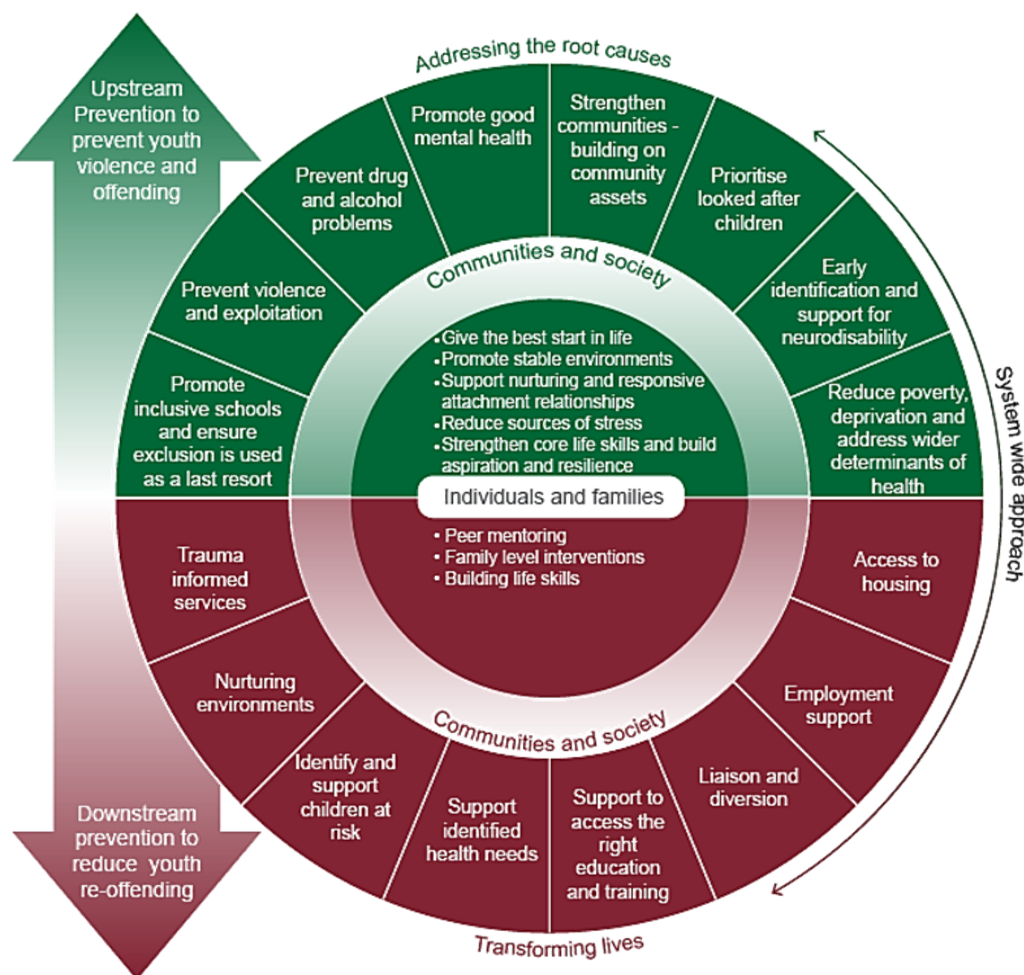 Addressing the root causes
Upstream
Prevention to
prevent youth
violence and
offending
Promote inclusive schools
and ensure
exclusion is used
as a last resort
Prevent violence
and exploitation
Prevent drug
and alcohol
problems
Promote good
mental health
Strengthen
communities -
building on
community
assets
Prioritise
looked after
children
Early
identification and
support for
neurodisability
Reduce poverty,
deprivation and
address wider
determinants of
health
Communities and society
• Give the best start in life
• Promote stable environments
• Support nurturing and responsive
attachment relationships
• Reduce sources of stress
• Strengthen core life skills and build
aspiration and resilience
Individuals and families
• Peer mentoring
• Family level interventions
• Building life skills
Communities and society
Trauma
informed
services
Nurturing
environments
Identify and
support
children at
risk
Support
identified
health needs
Support to
access the
right
education
and training
Liaison and
diversion
Employment
support
Access to
housing
Downstream
prevention to
reduce youth
re-offending
Transforming lives
System wide approach